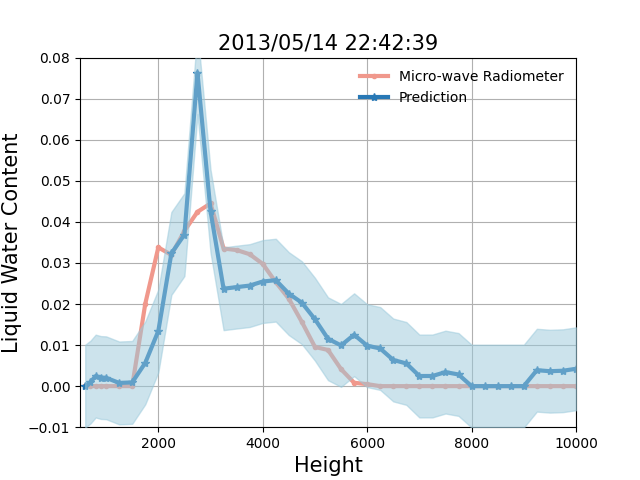 2013/05/14 22:42:39
Micro-wave Radiometer
Prediction
Liquid Water Content
0.08
0.07
0.06
0.05
0.04
0.03
0.02
0.01
0.00
−0.01
2000 4000 6000 8000 10000
Height